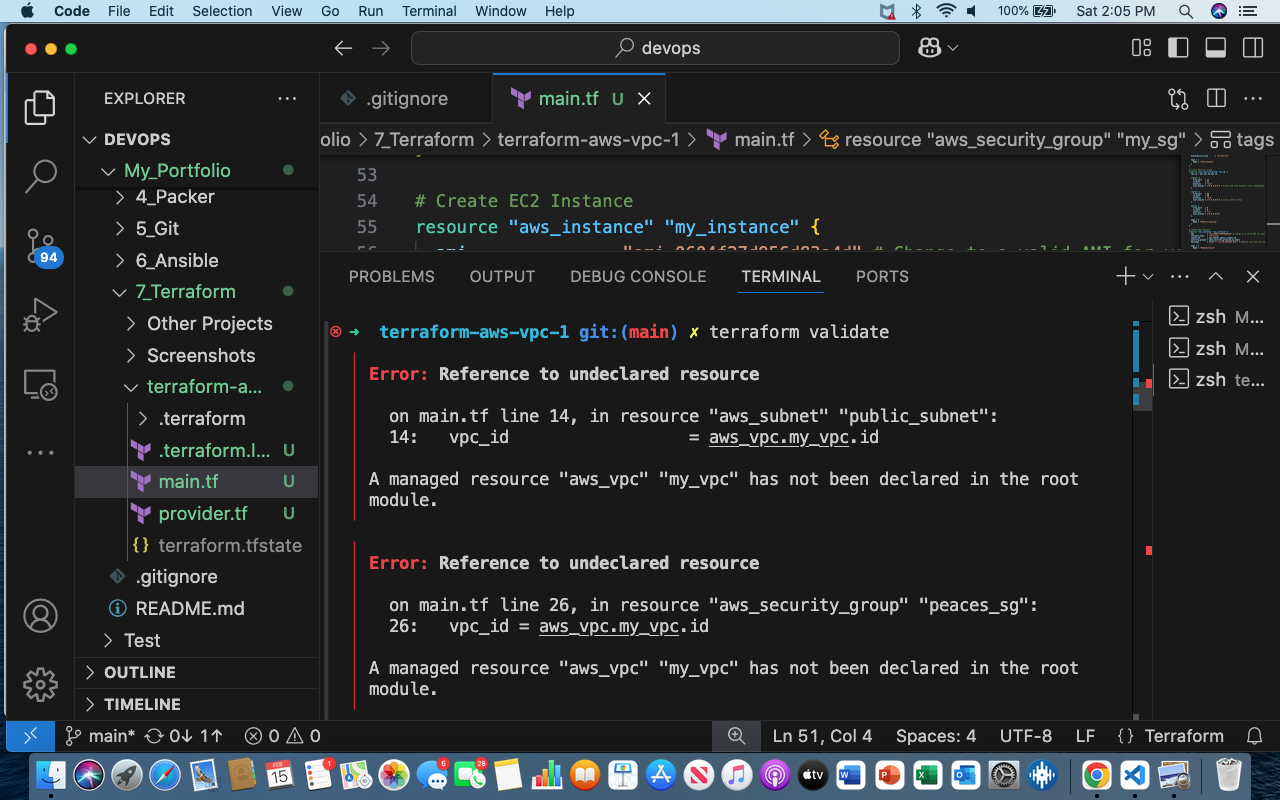 Code File Edit Selection View Go Run Terminal Window Help 100% Sat 2:05 PM
devops
EXPLORER
.gitignore
main.tf U
DEVOPS
olio > 7_Terraform > terraform-aws-vpc-1 > main.tf > resource "aws_security_group" "my_sg" > tags
My_Portfolio
4_Packer
5_Git
6_Ansible
7_Terraform
Other Projects
Screenshots
terraform-a...
.terraform
.terraform.l... U
main.tf U
provider.tf U
{} terraform.tfstate
.gitignore
README.md
Test
OUTLINE
TIMELINE
94
53
54 # Create EC2 Instance
55 resource "aws_instance" "my_instance" {
PROBLEMS OUTPUT DEBUG CONSOLE TERMINAL PORTS
zsh M...
zsh M...
zsh te...
➜ terraform-aws-vpc-1 git:(main) ✗ terraform validate
Error: Reference to undeclared resource
on main.tf line 14, in resource "aws_subnet" "public_subnet":
14: vpc_id = aws_vpc.my_vpc.id
A managed resource "aws_vpc" "my_vpc" has not been declared in the root
module.
Error: Reference to undeclared resource
on main.tf line 26, in resource "aws_security_group" "peaces_sg":
26: vpc_id = aws_vpc.my_vpc.id
A managed resource "aws_vpc" "my_vpc" has not been declared in the root
module.
main* 0↓ 1↑ 0 0 Ln 51, Col 4 Spaces: 4 UTF-8 LF {} Terraform
FEB
15
1
6
28
tv